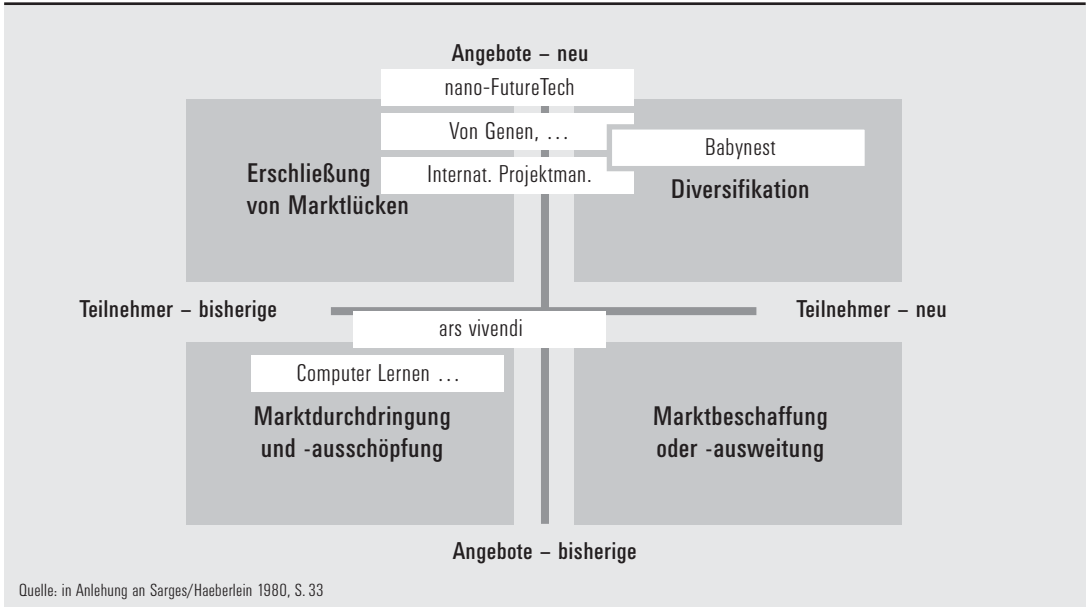 Angebote – neu
nano-FutureTech
Von Genen, …
Babynest
Erschließung
von Marktlücken
Internat. Projektman.
Diversifikation
Teilnehmer – bisherige
Teilnehmer – neu
ars vivendi
Computer Lernen …
Marktdurchdringung
und -ausschöpfung
Marktbeschaffung
oder -ausweitung
Angebote – bisherige
Quelle: in Anlehung an Sarges/Haeberlein 1980, S. 33